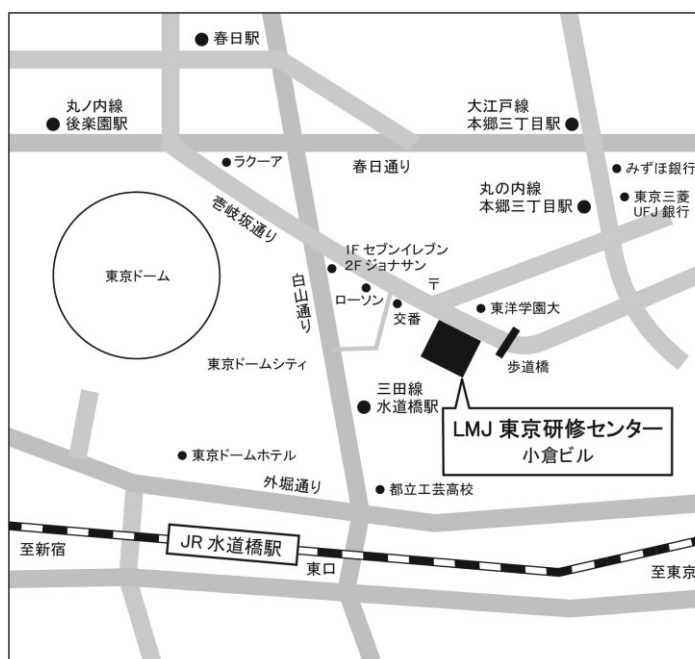 春日駅
丸ノ内線
後楽園駅
大江戸線
本郷三丁目駅
ラクーア
春日通り
みずほ銀行
丸の内線
本郷三丁目駅
東京三菱
UFJ銀行
壱岐坂通り
1F セブンイレブン
2F ジョナサン
東京ドーム
白山通り
ローソン
〒
交番
東洋学園大
東京ドームシティ
歩道橋
三田線
水道橋駅
LMJ 東京研修センター
小倉ビル
東京ドームホテル
外堀通り
都立工芸高校
JR 水道橋駅
至新宿
東口
至東京